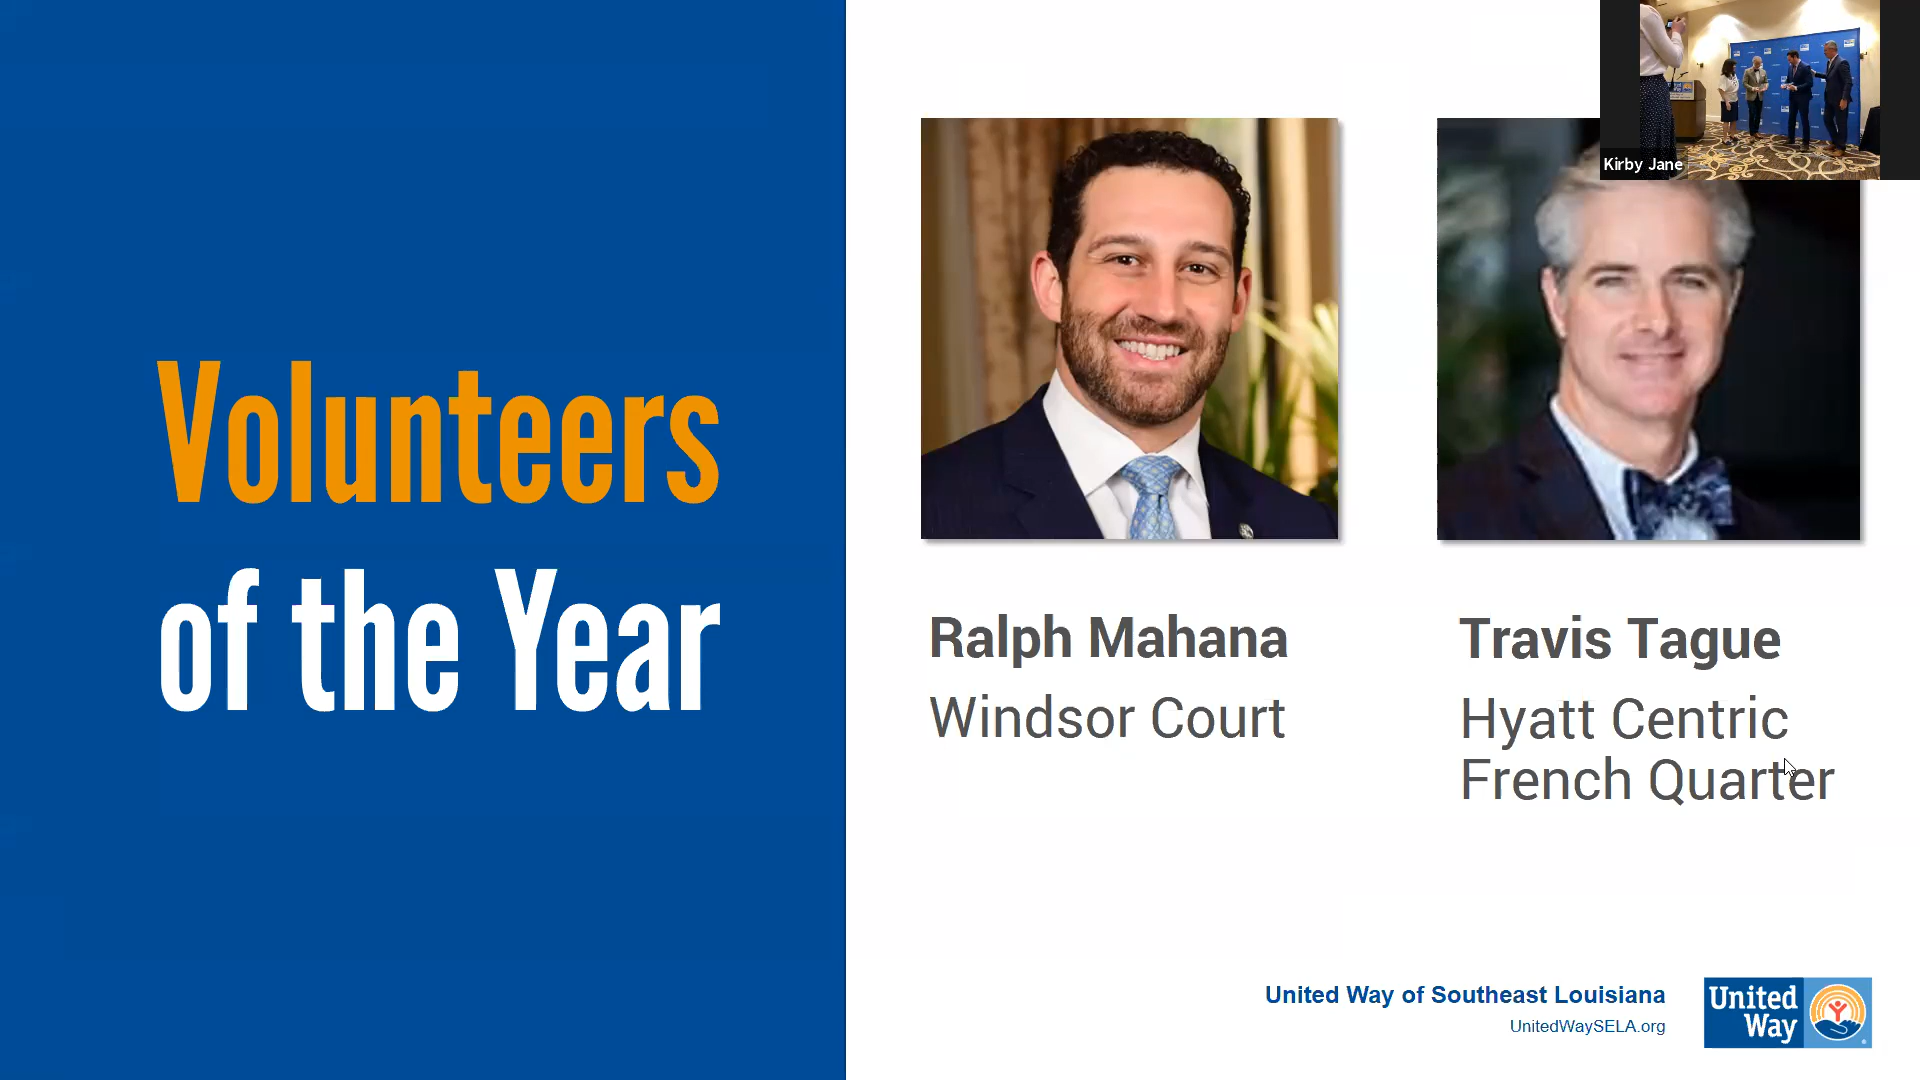 Volunteers
of the Year
Kirby Jane
Ralph Mahana
Windsor Court
Travis Tague
Hyatt Centric
French Quarter
United Way of Southeast Louisiana
UnitedWaySELA.org
United
Way